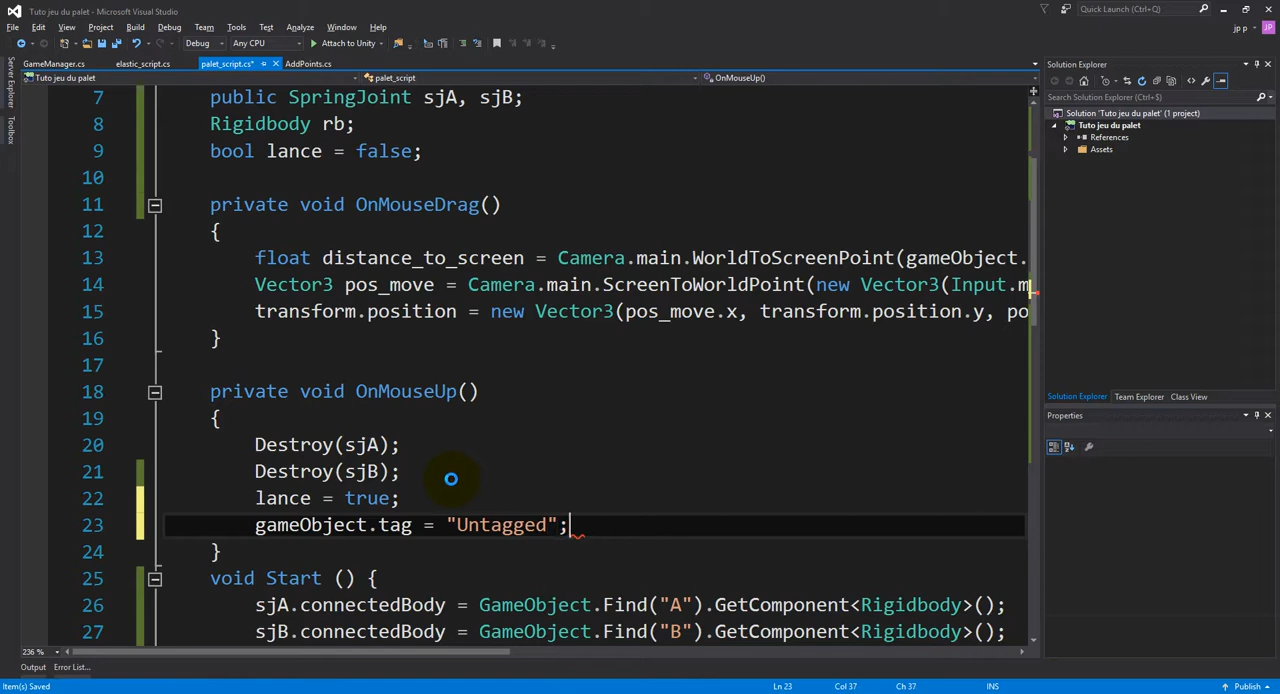 Tuto jeu du palet - Microsoft Visual Studio
Quick Launch (Ctrl+Q)
File Edit View Project Build Debug Team Tools Test Analyze Window Help
jp p
JP
Debug Any CPU Attach to Unity
Server Explorer
Toolbox
GameManager.cs elastic_script.cs palet_script.cs* AddPoints.cs
Tuto jeu du palet palet_script OnMouseUp()
7 public SpringJoint sjA, sjB;
8 Rigidbody rb;
9 bool lance = false;
10
11 private void OnMouseDrag()
12 {
13 float distance_to_screen = Camera.main.WorldToScreenPoint(gameObject.
14 Vector3 pos_move = Camera.main.ScreenToWorldPoint(new Vector3(Input.m
15 transform.position = new Vector3(pos_move.x, transform.position.y, po
16 }
17
18 private void OnMouseUp()
19 {
20 Destroy(sjA);
21 Destroy(sjB);
22 lance = true;
23 gameObject.tag = "Untagged";
24 }
25 void Start () {
26 sjA.connectedBody = GameObject.Find("A").GetComponent<Rigidbody>();
27 sjB.connectedBody = GameObject.Find("B").GetComponent<Rigidbody>();
236 %
Solution Explorer
Search Solution Explorer (Ctrl+$)
Solution 'Tuto jeu du palet' (1 project)
Tuto jeu du palet
References
Assets
Solution Explorer Team Explorer Class View
Properties
Output Error List...
Item(s) Saved Ln 23 Col 37 Ch 37 INS Publish